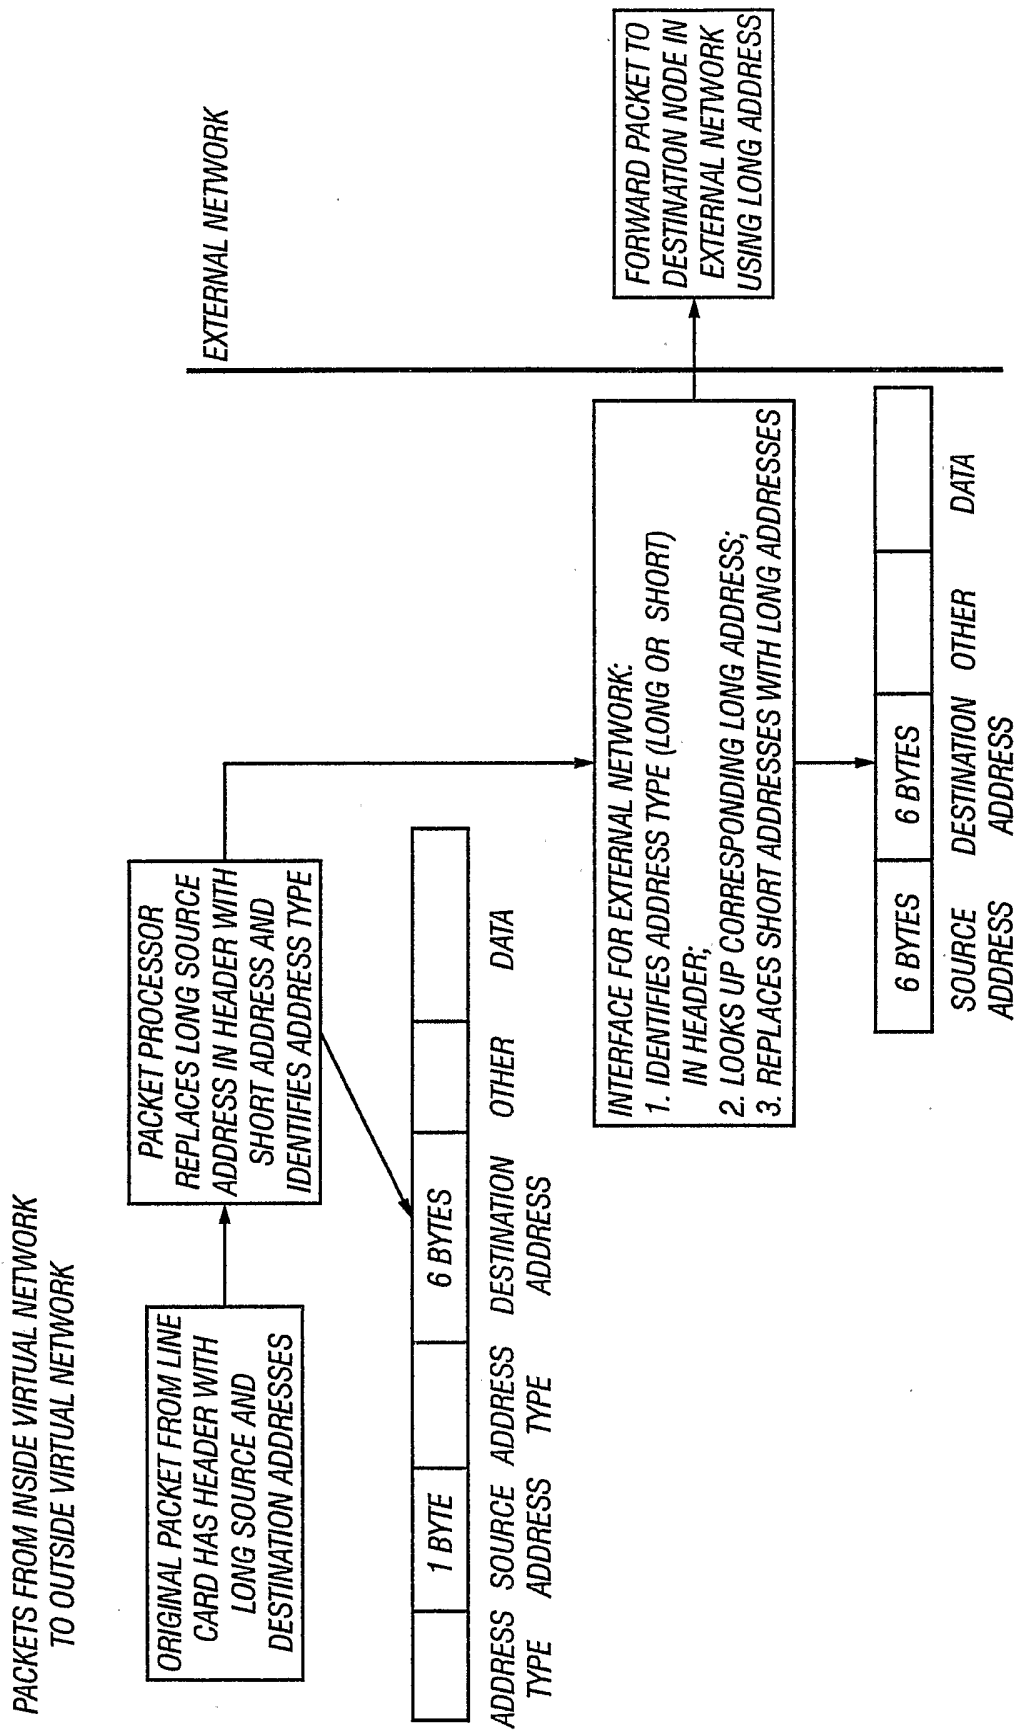 PACKETS FROM INSIDE VIRTUAL NETWORK
TO OUTSIDE VIRTUAL NETWORK
EXTERNAL NETWORK
ORIGINAL PACKET FROM LINE
CARD HAS HEADER WITH
LONG SOURCE AND
DESTINATION ADDRESSES
PACKET PROCESSOR
REPLACES LONG SOURCE
ADDRESS IN HEADER WITH
SHORT ADDRESS AND
IDENTIFIES ADDRESS TYPE
1 BYTE
6 BYTES
ADDRESS SOURCE ADDRESS DESTINATION OTHER DATA
TYPE ADDRESS TYPE ADDRESS
INTERFACE FOR EXTERNAL NETWORK:
1. IDENTIFIES ADDRESS TYPE (LONG OR SHORT)
IN HEADER;
2. LOOKS UP CORRESPONDING LONG ADDRESS;
3. REPLACES SHORT ADDRESSES WITH LONG ADDRESSES
FORWARD PACKET TO
DESTINATION NODE IN
EXTERNAL NETWORK
USING LONG ADDRESS
6 BYTES
6 BYTES
SOURCE DESTINATION OTHER DATA
ADDRESS ADDRESS